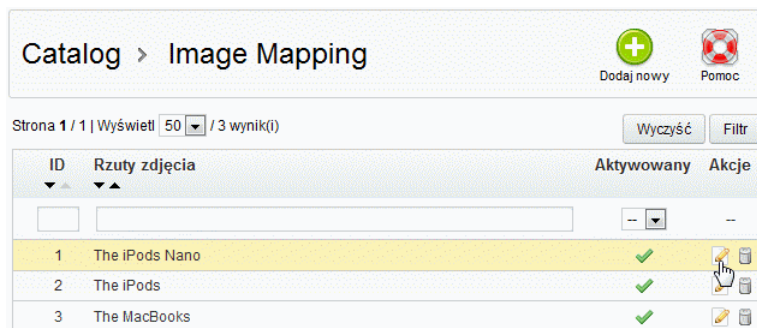 Catalog > Image Mapping
Dodaj nowy
Pomoc
Strona 1 / 1 | Wyświetl 50 / 3 wynik(i)
Wyczyść
Filtr
ID Rzuty zdjęcia Aktywowany Akcje
-- --
1 The iPods Nano
2 The iPods
3 The MacBooks